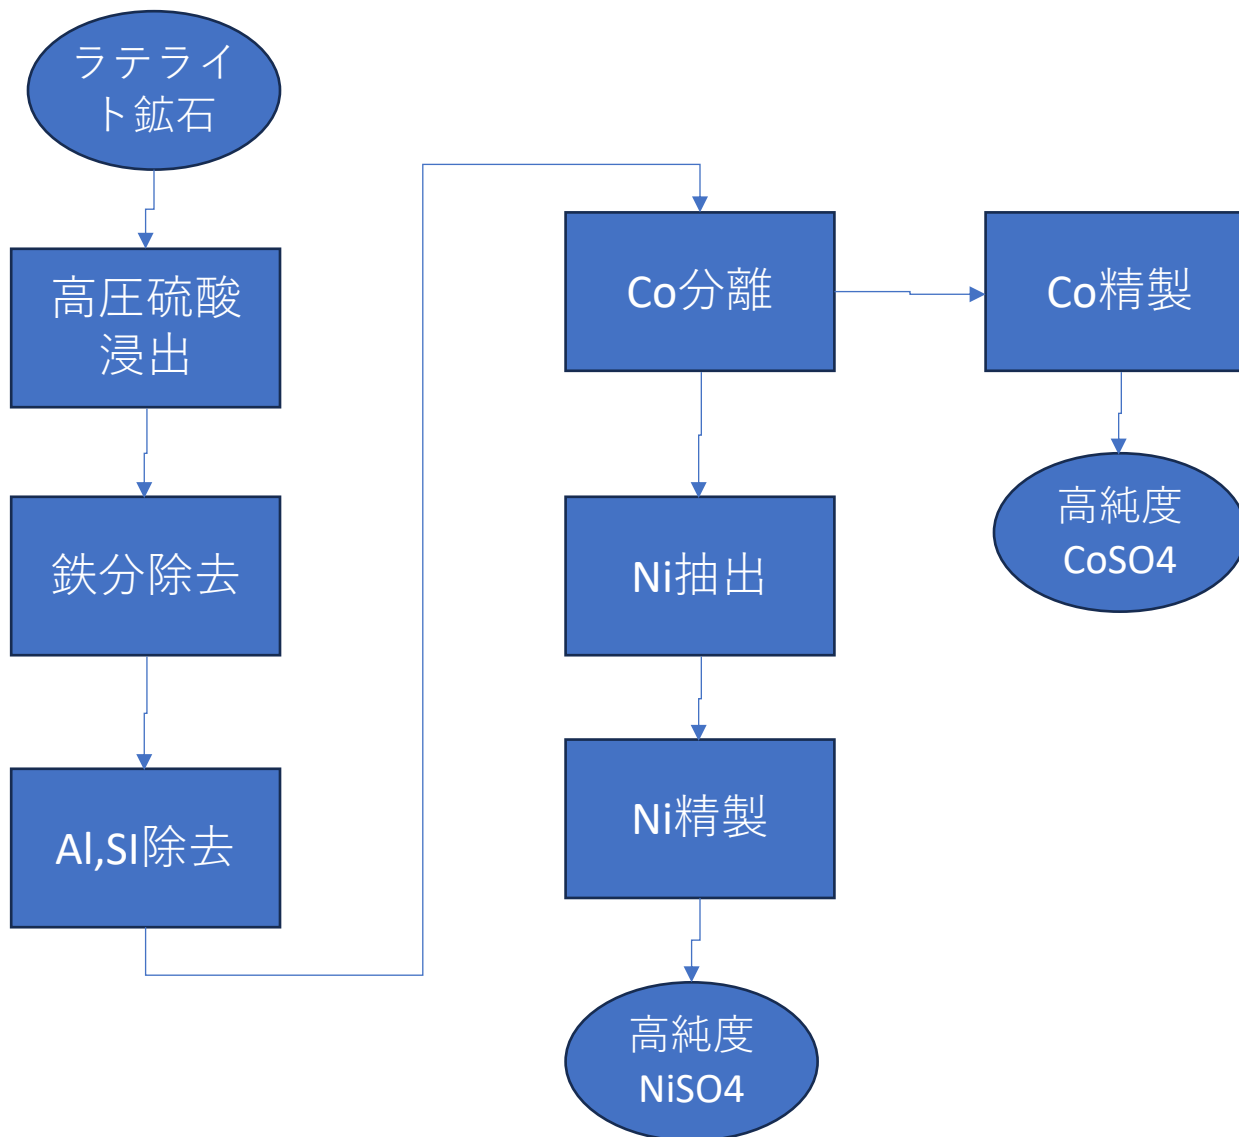 ラテライ
ト鉱石
高圧硫酸
浸出
鉄分除去
Al,SI除去
Co分離
Ni抽出
Ni精製
高純度
NiSO4
Co精製
高純度
CoSO4